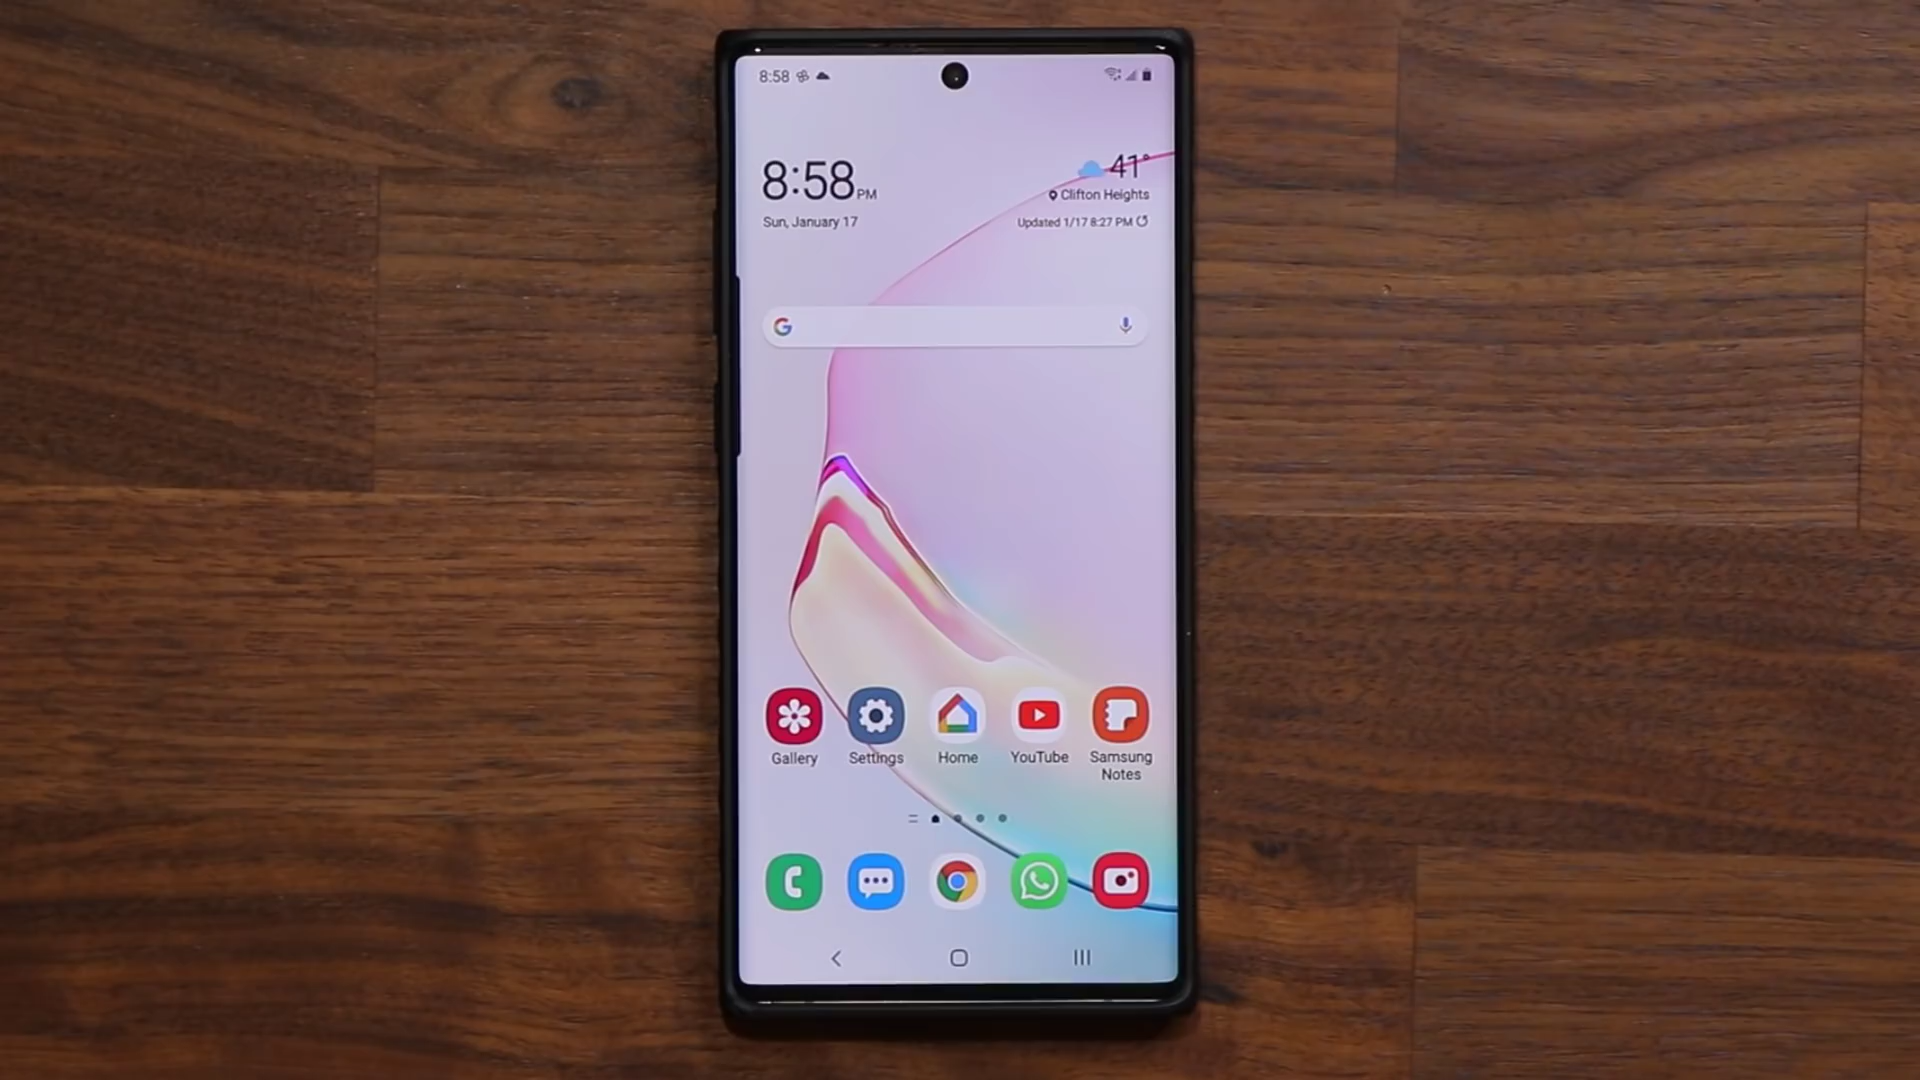 8:58
8:58 PM
Sun, January 17
41°
Clifton Heights
Updated 1/17 8:27 PM
G
Gallery
Settings
Home
YouTube
Samsung
Notes